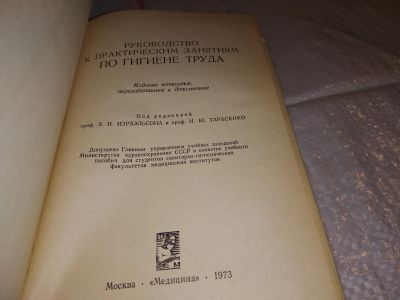 РУКОВОДСТВО
К ПРАКТИЧЕСКИМ ЗАНЯТИЯМ
ПО ГИГИЕНЕ ТРУДА
Издание четвертое,
переработанное и дополненное
Под редакцией
проф. З. И. ИЗРАЭЛЬСОНА и проф. Н. Ю. ТАРАСЕНКО
Допущено Главным управлением учебных заведений
Министерства здравоохранения СССР в качестве учебного
пособия для студентов санитарно-гигиенических
факультетов медицинских институтов
М
Москва · «Медицина» · 1973